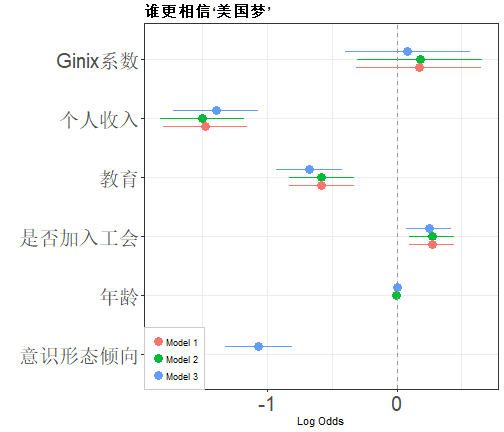 谁更相信‘美国梦’
Ginix系数
个人收入
教育
是否加入工会
年龄
意识形态倾向
Model 1
Model 2
Model 3
-1
0
Log Odds